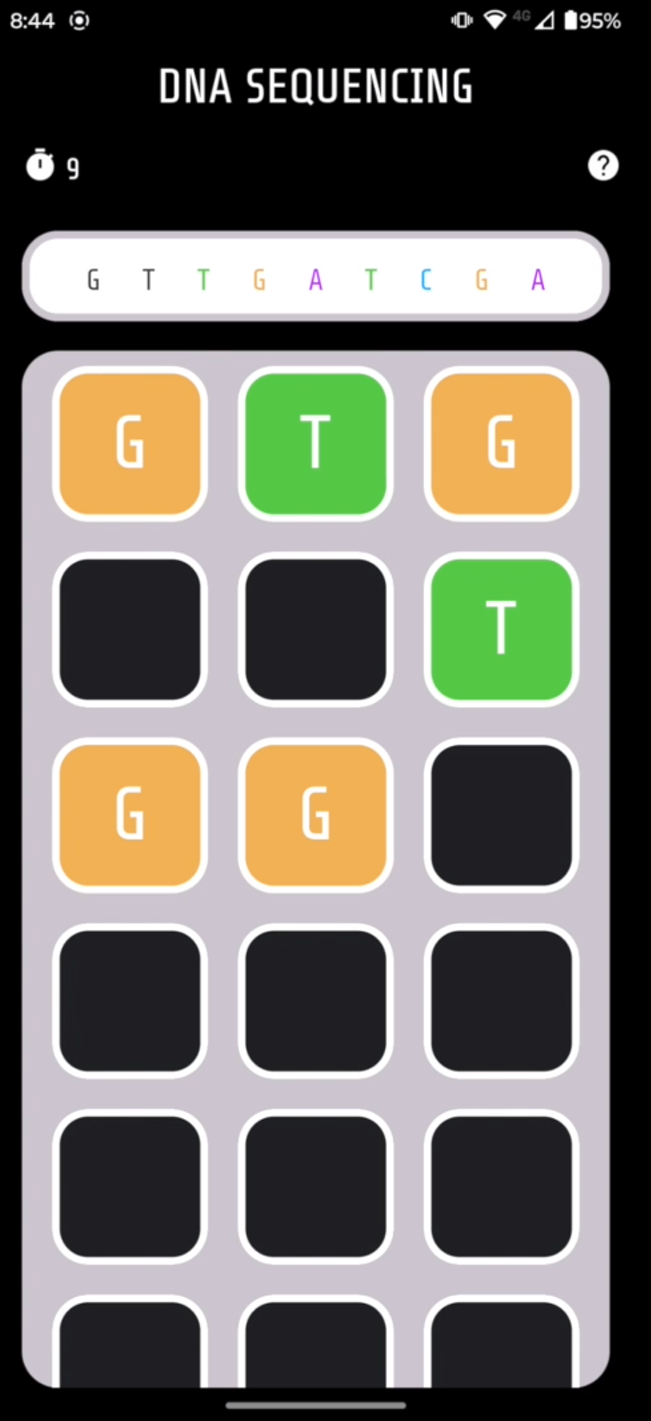 8:44 4G 95%
DNA SEQUENCING
9 ?
G T T G A T C G A
G T G
T
G G